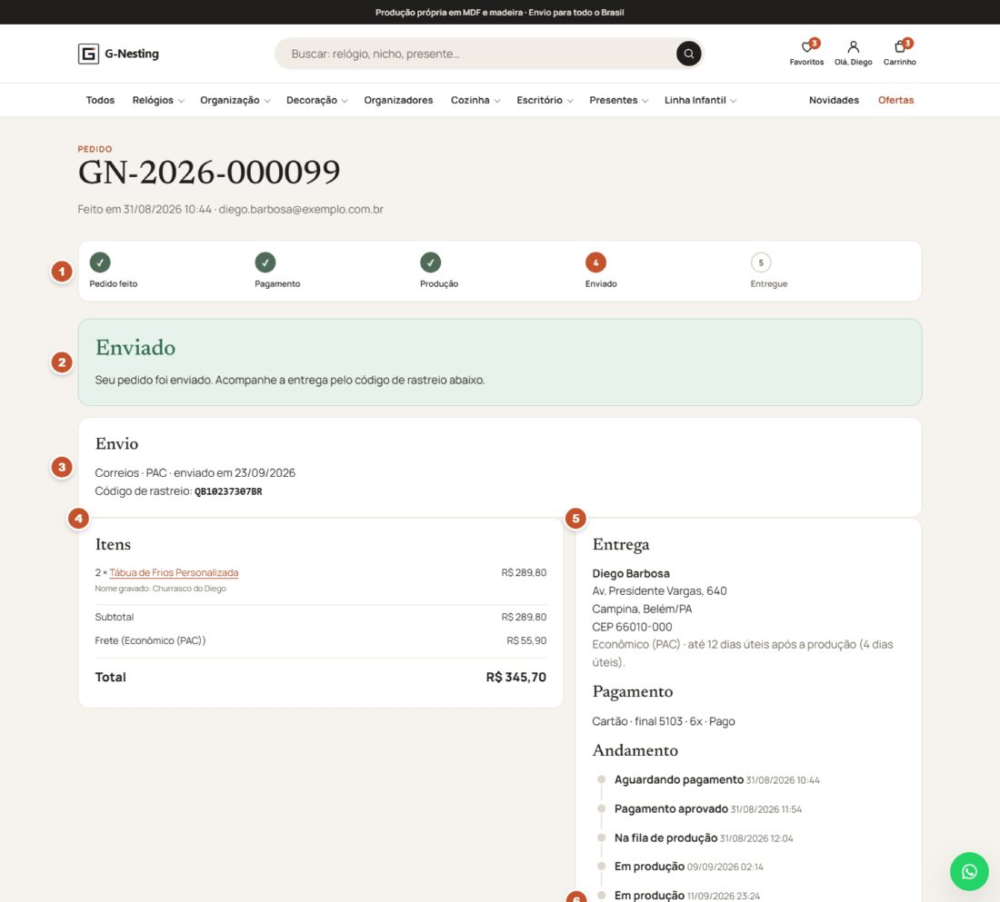 Produção própria em MDF e madeira · Envio para todo o Brasil
G-Nesting
Buscar: relógio, nicho, presente...
3
Favoritos
Olá, Diego
3
Carrinho
Todos
Relógios
Organização
Decoração
Organizadores
Cozinha
Escritório
Presentes
Linha Infantil
Novidades
Ofertas
PEDIDO
GN-2026-000099
Feito em 31/08/2026 10:44 · diego.barbosa@exemplo.com.br
1
Pedido feito
Pagamento
Produção
4
Enviado
5
Entregue
2
Enviado
Seu pedido foi enviado. Acompanhe a entrega pelo código de rastreio abaixo.
3
Envio
Correios · PAC · enviado em 23/09/2026
Código de rastreio: QB10237307BR
4
Itens
2 × Tábua de Frios Personalizada R$ 289,80
Nome gravado: Churrasco do Diego
Subtotal R$ 289,80
Frete (Econômico (PAC)) R$ 55,90
Total R$ 345,70
5
Entrega
Diego Barbosa
Av. Presidente Vargas, 640
Campina, Belém/PA
CEP 66010-000
Econômico (PAC) · até 12 dias úteis após a produção (4 dias
úteis).
Pagamento
Cartão · final 5103 · 6x · Pago
Andamento
Aguardando pagamento 31/08/2026 10:44
Pagamento aprovado 31/08/2026 11:54
Na fila de produção 31/08/2026 12:04
Em produção 09/09/2026 02:14
6
Em produção 11/09/2026 23:24